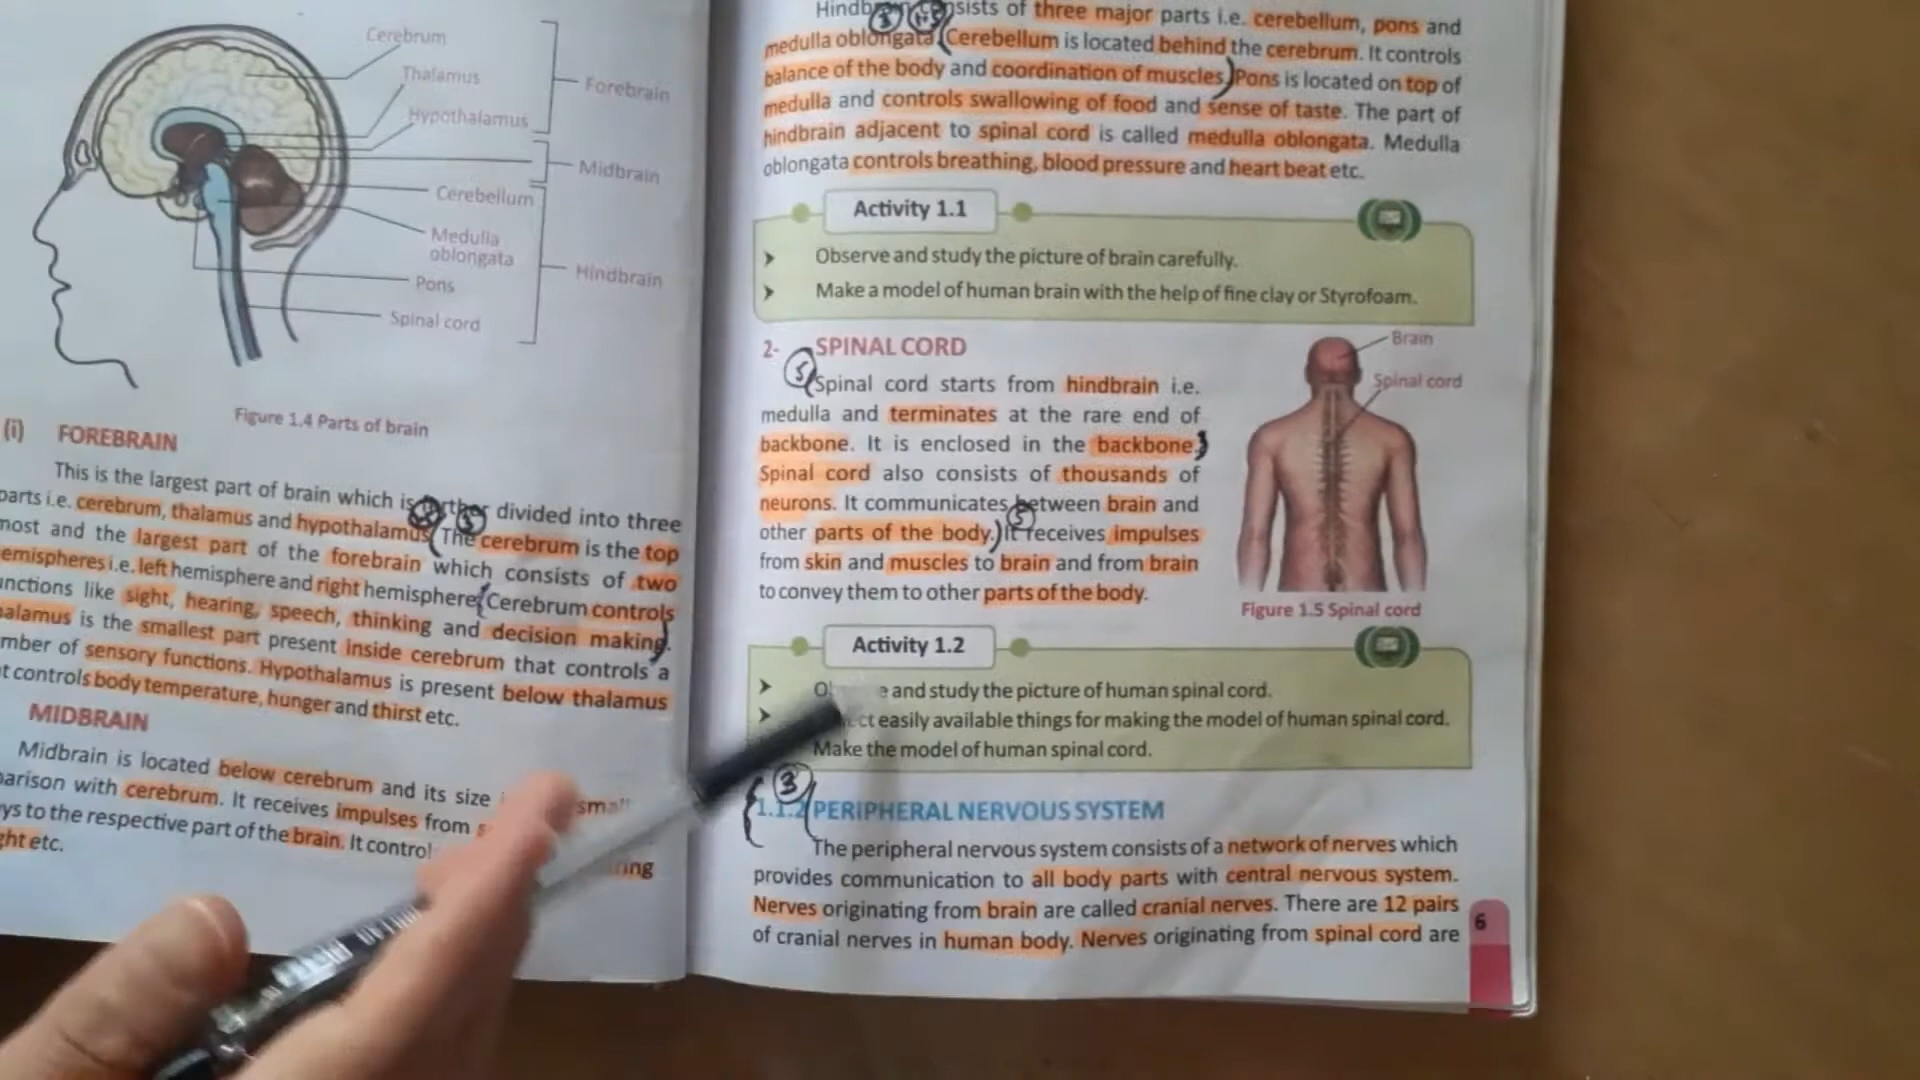 Cerebrum
Thalamus
Hypothalamus
Forebrain
Midbrain
Cerebellum
Medulla
oblongata
Hindbrain
Pons
Spinal cord
Figure 1.4 Parts of brain
(i) FOREBRAIN
This is the largest part of brain which is divided into three
parts i.e. cerebrum, thalamus and hypothalamus The cerebrum is the top
most and the largest part of the forebrain which consists of two
hemispheres i.e. left hemisphere and right hemisphere Cerebrum controls
functions like sight, hearing, speech, thinking and decision making.
is the smallest part present inside cerebrum that controls a
of sensory functions. Hypothalamus is present below thalamus
controls body temperature, hunger and thirst etc.
MIDBRAIN
Midbrain is located below cerebrum and its size
with cerebrum. It receives impulses from
to the respective part of the brain. It
etc.
Hindbrain consists of three major parts i.e. cerebellum, pons and
3
medulla oblongata (Cerebellum is located behind the cerebrum. It controls
balance of the body and coordination of muscles) Pons is located on top of
medulla and controls swallowing of food and sense of taste. The part of
hindbrain adjacent to spinal cord is called medulla oblongata. Medulla
oblongata controls breathing, blood pressure and heart beat etc.
Activity 1.1
Observe and study the picture of brain carefully.
Make a model of human brain with the help of fine clay or Styrofoam.
2- SPINAL CORD
5
(Spinal cord starts from hindbrain i.e.
medulla and terminates at the rare end of
backbone. It is enclosed in the backbone)
Spinal cord also consists of thousands of
neurons. It communicates between brain and
5
other parts of the body.) It receives impulses
from skin and muscles to brain and from brain
to convey them to other parts of the body.
Brain
Spinal cord
Figure 1.5 Spinal cord
Activity 1.2
and study the picture of human spinal cord.
easily available things for making the model of human spinal cord.
Make the model of human spinal cord.
3
1.1.2 PERIPHERAL NERVOUS SYSTEM
The peripheral nervous system consists of a network of nerves which
provides communication to all body parts with central nervous system.
Nerves originating from brain are called cranial nerves. There are 12 pairs
of cranial nerves in human body. Nerves originating from spinal cord are
6